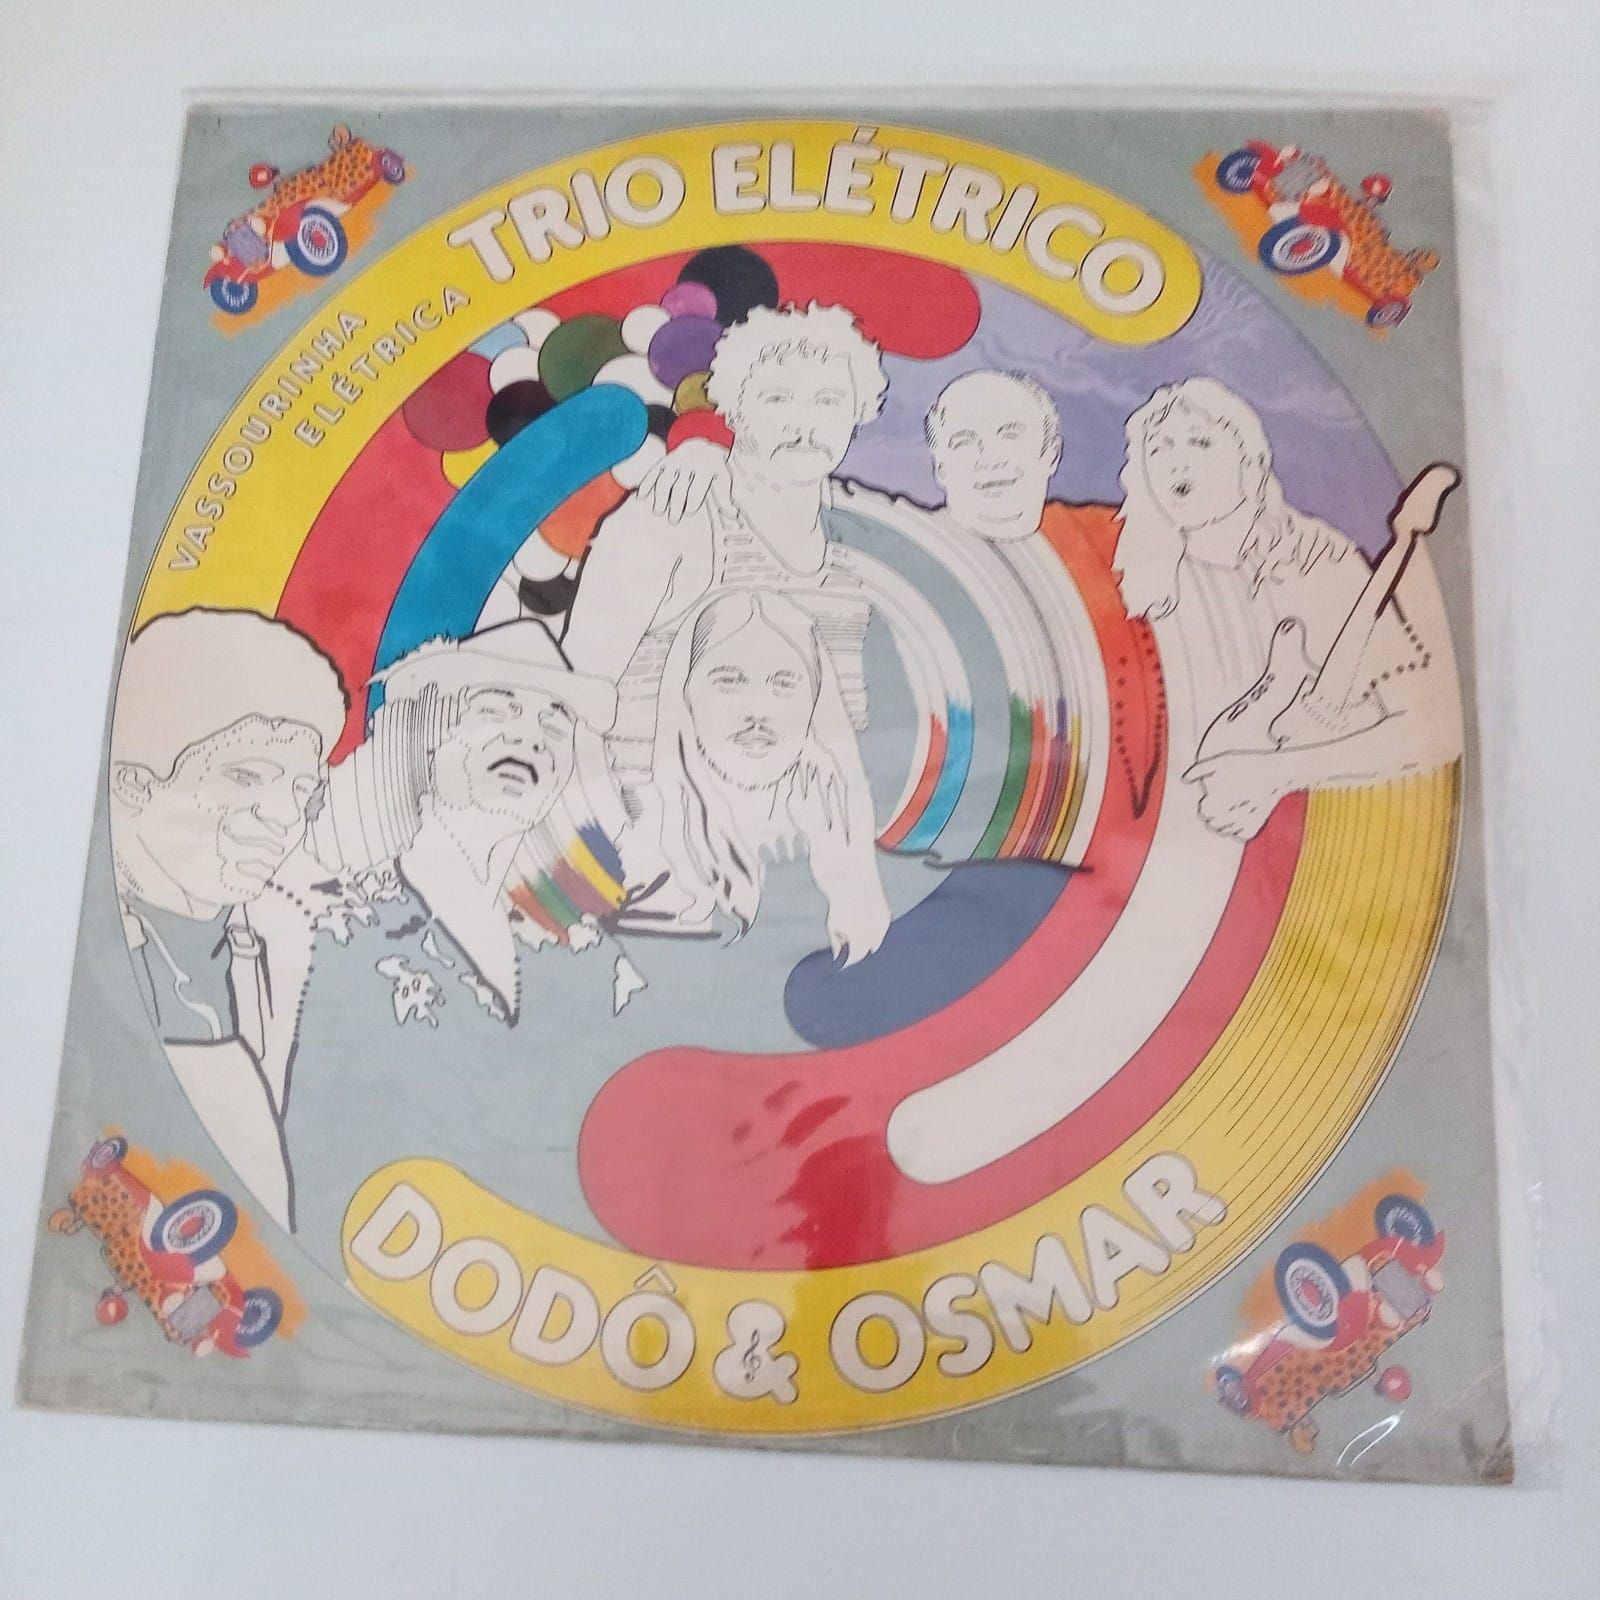 TRIO ELÉTRICO
VASSOURINHA
ELÉTRICA
DODÔ & OSMAR